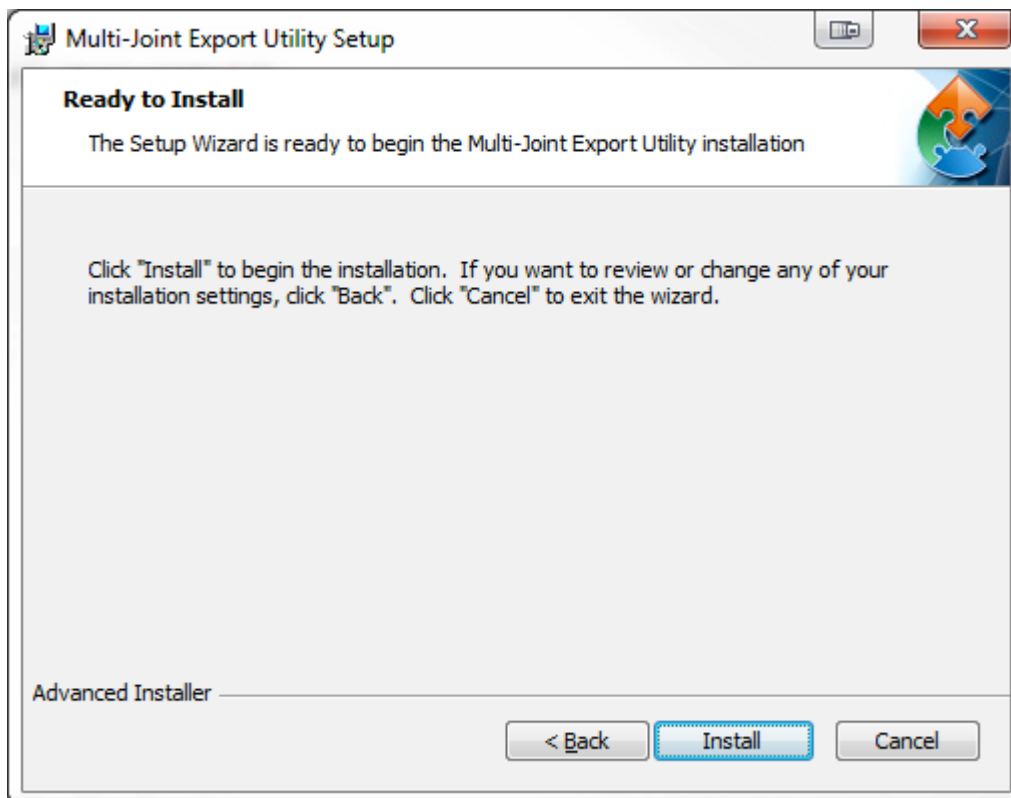 Multi-Joint Export Utility Setup
Ready to Install
The Setup Wizard is ready to begin the Multi-Joint Export Utility installation
Click "Install" to begin the installation.  If you want to review or change any of your
installation settings, click "Back".  Click "Cancel" to exit the wizard.
Advanced Installer
< Back
Install
Cancel